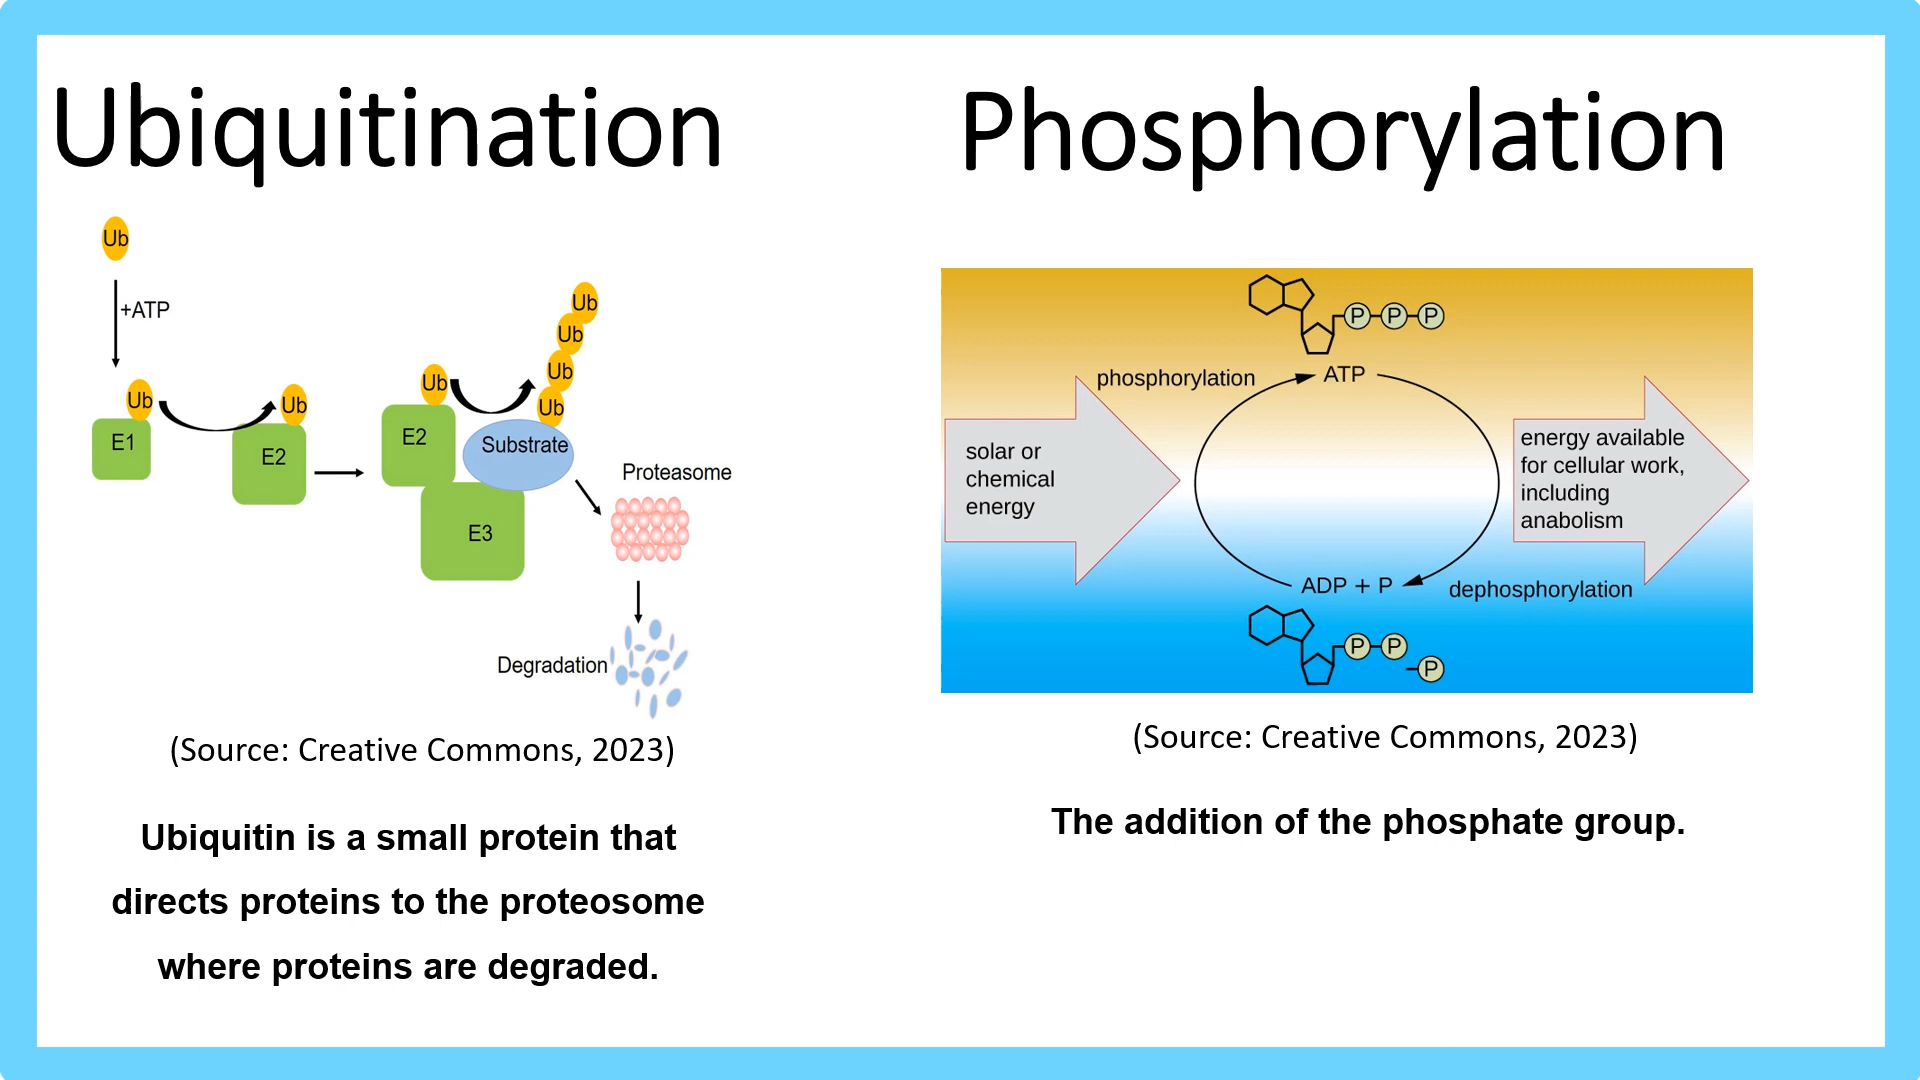 Ubiquitination
Ub
+ATP
Ub
E1
Ub
E2
Ub
E2
Ub
Ub
Ub
Ub
Substrate
E3
Proteasome
Degradation
(Source: Creative Commons, 2023)
Ubiquitin is a small protein that
directs proteins to the proteosome
where proteins are degraded.
Phosphorylation
P P P
phosphorylation
ATP
solar or
chemical
energy
energy available
for cellular work,
including
anabolism
ADP + P
dephosphorylation
P P
P
(Source: Creative Commons, 2023)
The addition of the phosphate group.